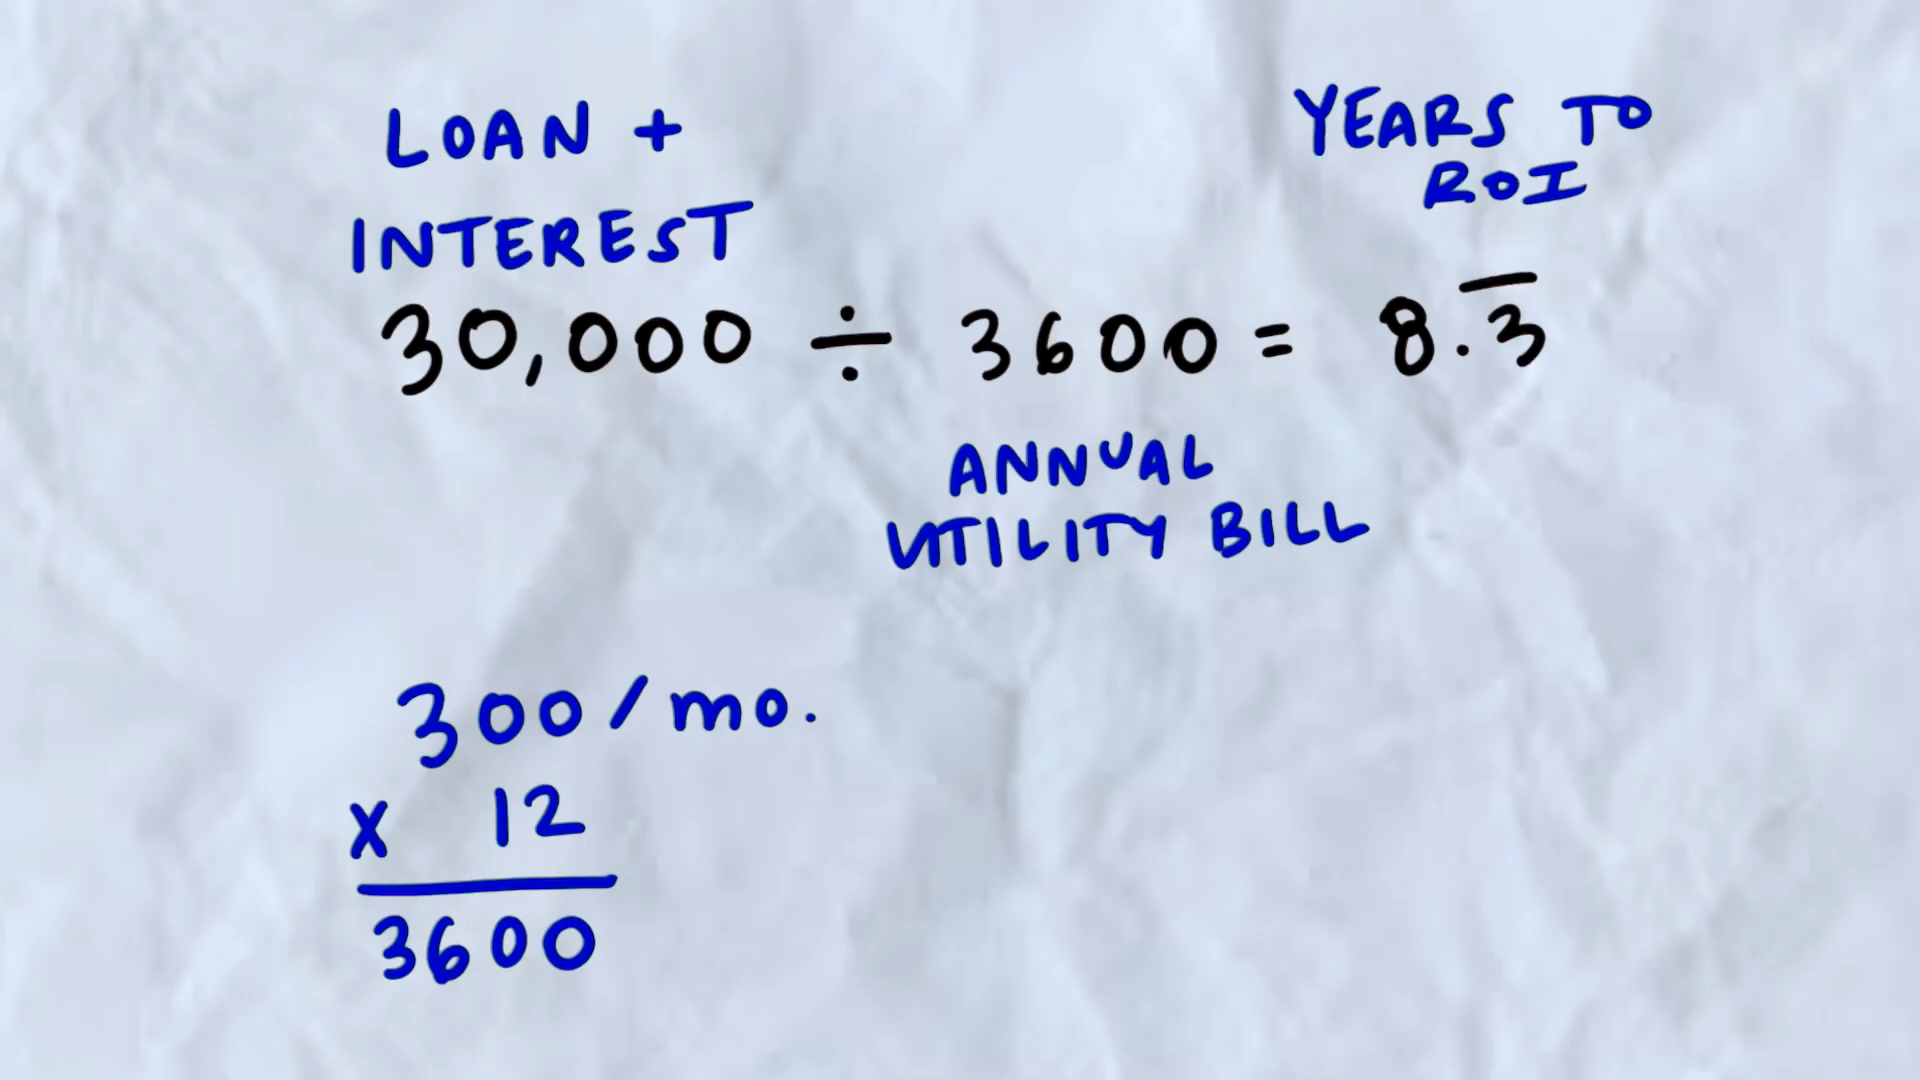 LOAN +
INTEREST
YEARS TO
ROI
30,000 ÷ 3600 = 8.3̅
ANNUAL
UTILITY BILL
300/mo.
x 12
3600